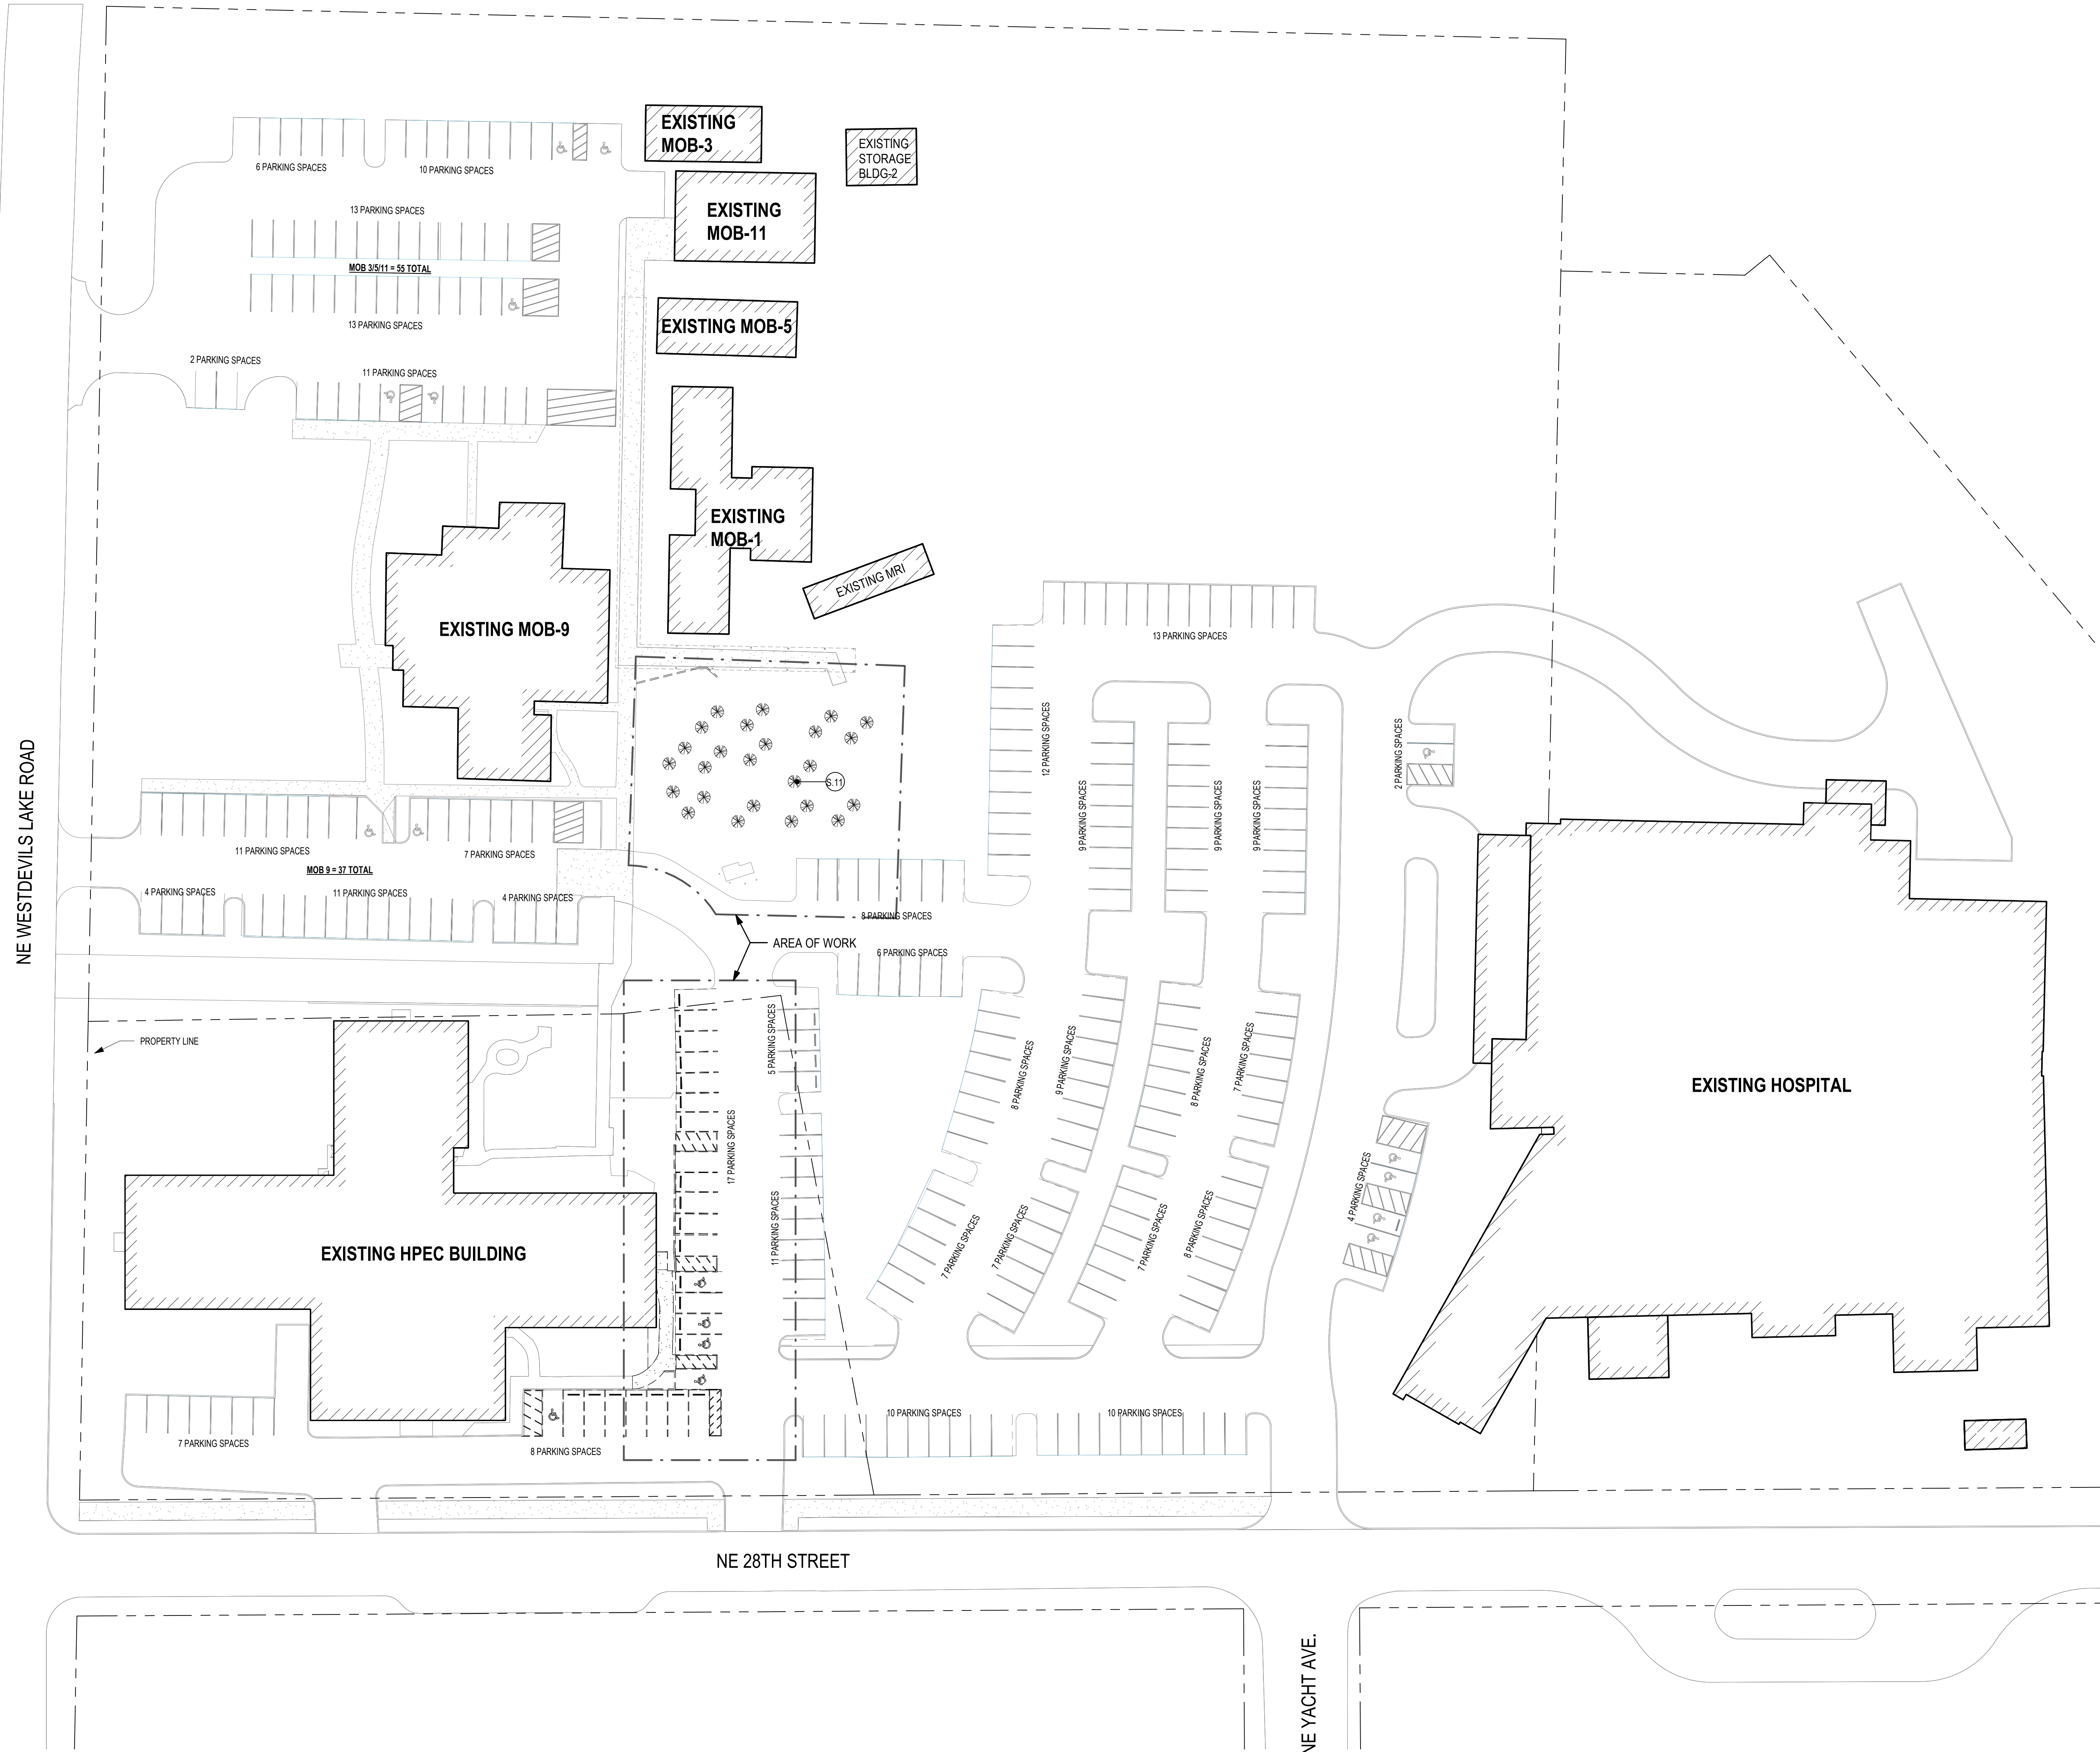 EXISTING
MOB-3
EXISTING
STORAGE
BLDG-2
6 PARKING SPACES
10 PARKING SPACES
13 PARKING SPACES
EXISTING
MOB-11
MOB 3/5/11 = 55 TOTAL
13 PARKING SPACES
EXISTING MOB-5
2 PARKING SPACES
11 PARKING SPACES
EXISTING
MOB-1
EXISTING MRI
EXISTING MOB-9
13 PARKING SPACES
12 PARKING SPACES
2 PARKING SPACES
9 PARKING SPACES
9 PARKING SPACES
9 PARKING SPACES
S.11
NE WESTDEVILS LAKE ROAD
11 PARKING SPACES
7 PARKING SPACES
MOB 9 = 37 TOTAL
4 PARKING SPACES
11 PARKING SPACES
4 PARKING SPACES
8 PARKING SPACES
AREA OF WORK
6 PARKING SPACES
PROPERTY LINE
5 PARKING SPACES
8 PARKING SPACES
9 PARKING SPACES
8 PARKING SPACES
7 PARKING SPACES
EXISTING HOSPITAL
17 PARKING SPACES
11 PARKING SPACES
4 PARKING SPACES
7 PARKING SPACES
7 PARKING SPACES
7 PARKING SPACES
8 PARKING SPACES
EXISTING HPEC BUILDING
10 PARKING SPACES
10 PARKING SPACES
7 PARKING SPACES
8 PARKING SPACES
NE 28TH STREET
NE YACHT AVE.